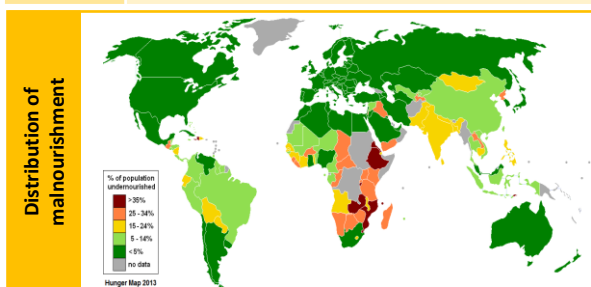 Distribution of
malnourishment
% of population
undernourished
>35%
25 - 34%
15 - 24%
5 - 14%
< 5%
no data
Hunger Map 2013